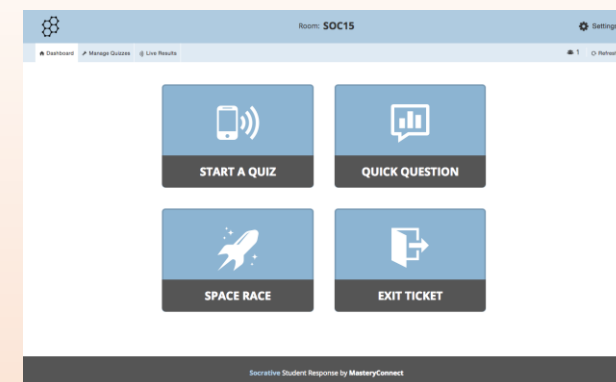 Room: SOC15
Settings
Dashboard Manage Quizzes Live Results 1 Refresh
START A QUIZ QUICK QUESTION
SPACE RACE EXIT TICKET
Socrative Student Response by MasteryConnect